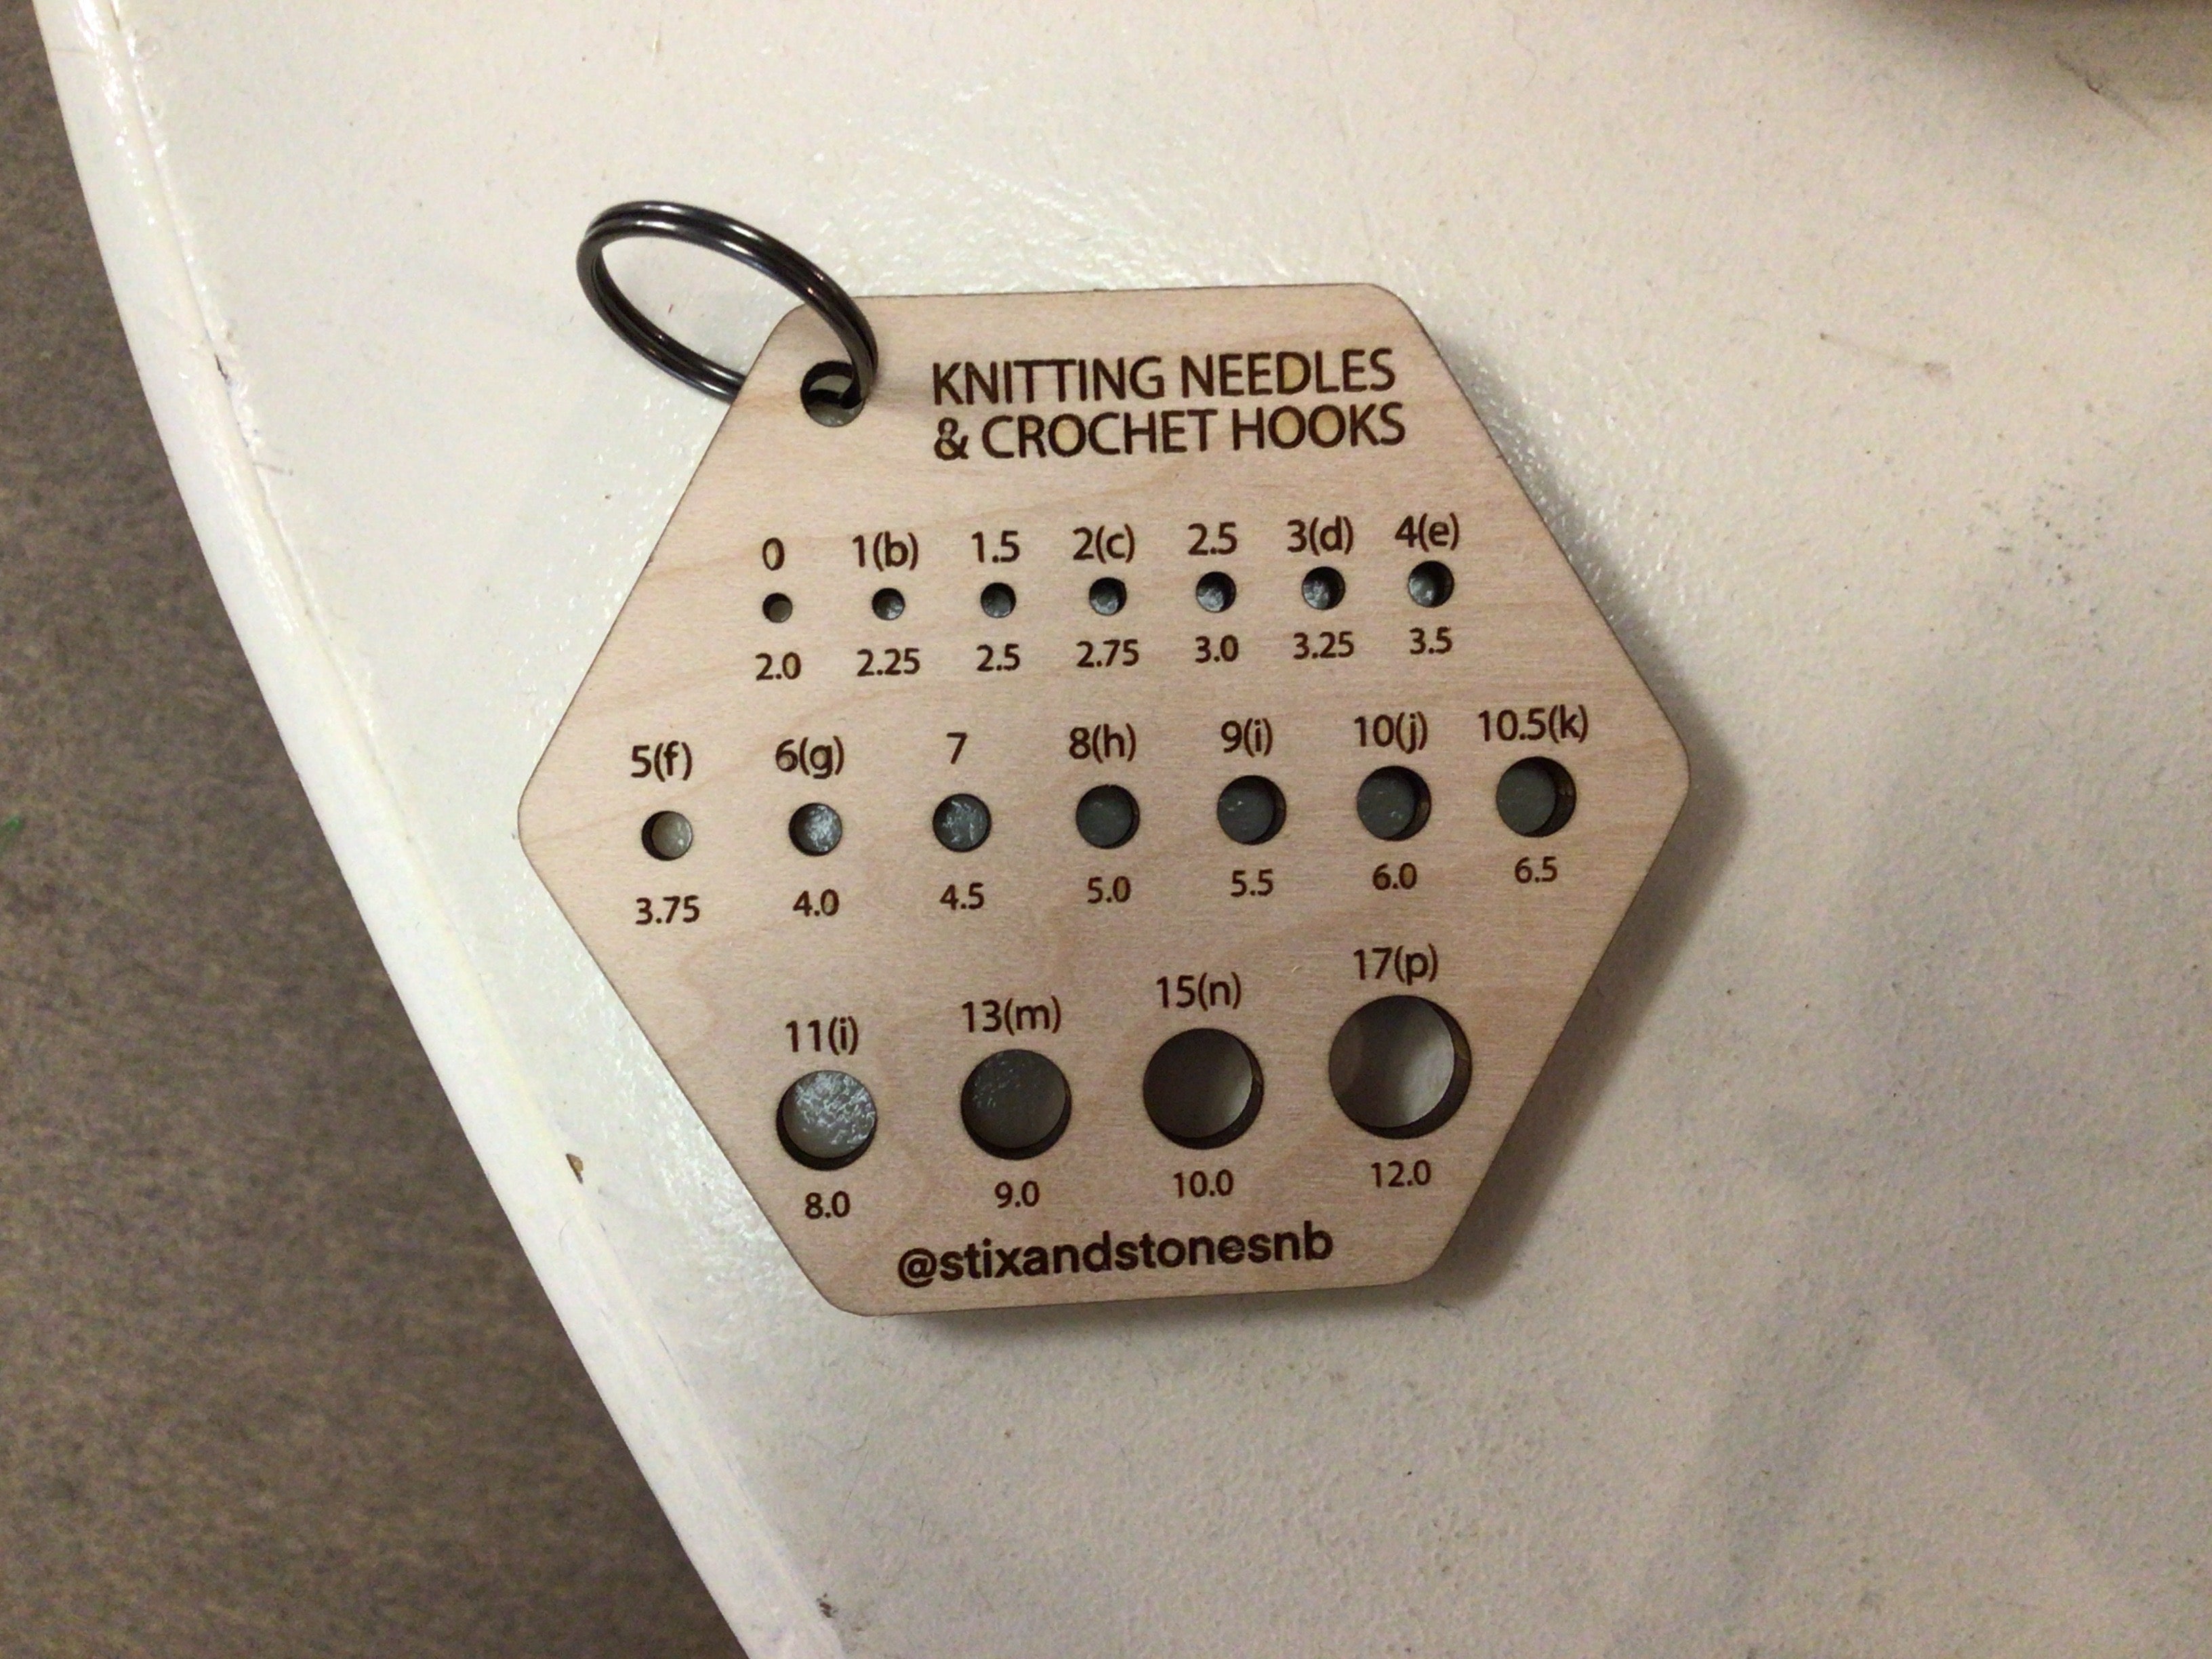 KNITTING NEEDLES
& CROCHET HOOKS
0 1(b) 1.5 2(c) 2.5 3(d) 4(e)
2.0 2.25 2.5 2.75 3.0 3.25 3.5
5(f) 6(g) 7 8(h) 9(i) 10(j) 10.5(k)
3.75 4.0 4.5 5.0 5.5 6.0 6.5
11(i) 13(m) 15(n) 17(p)
8.0 9.0 10.0 12.0
@stixandstonesnb